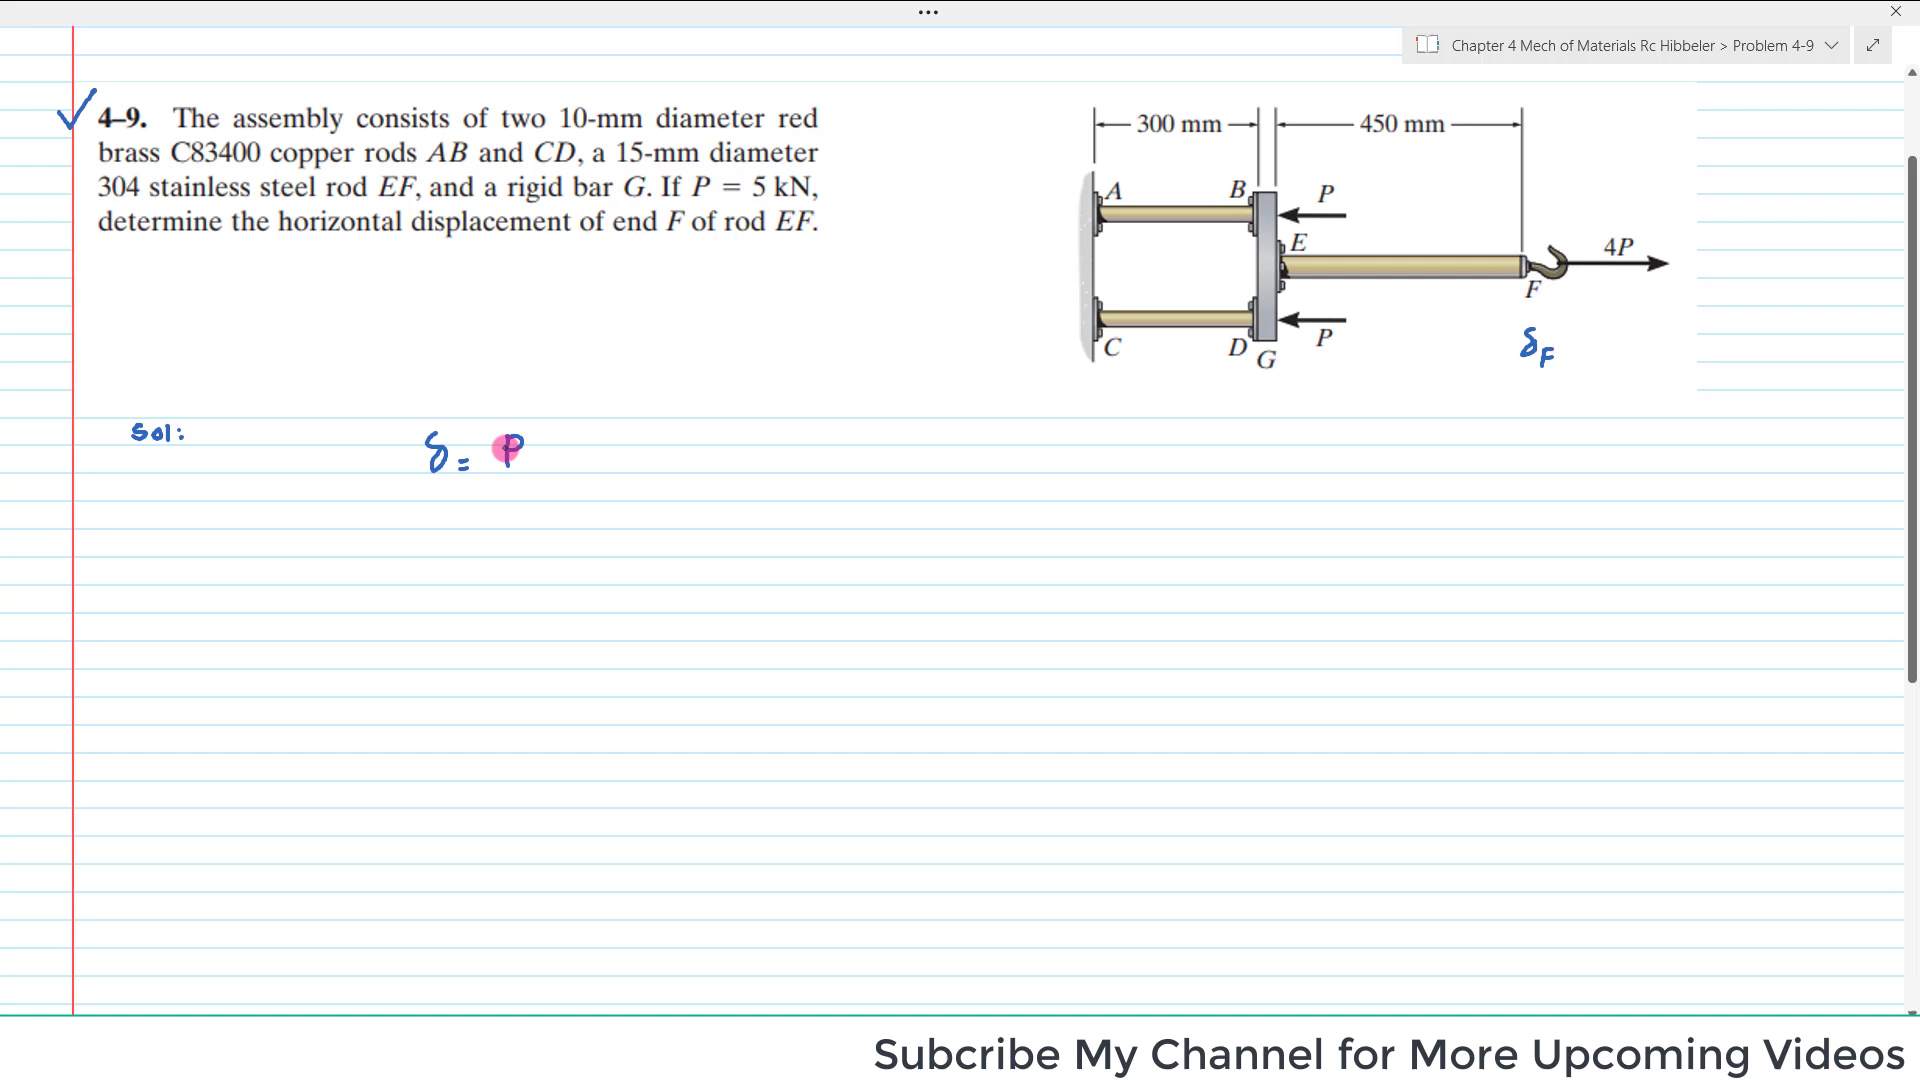 ...
Chapter 4 Mech of Materials Rc Hibbeler > Problem 4-9
4–9. The assembly consists of two 10-mm diameter red
brass C83400 copper rods AB and CD, a 15-mm diameter
304 stainless steel rod EF, and a rigid bar G. If P = 5 kN,
determine the horizontal displacement of end F of rod EF.
300 mm
450 mm
A
B
P
E
4P
F
C
D
G
P
δF
Sol:
δ = P
Subcribe My Channel for More Upcoming Videos